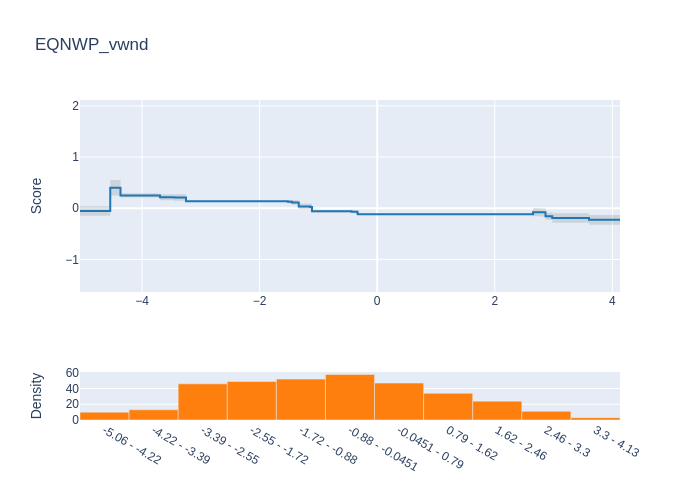 EQNWP_vwnd
Score
2
1
0
−1
−4
−2
0
2
4
Density
60
40
20
0
-5.06 - -4.22
-4.22 - -3.39
-3.39 - -2.55
-2.55 - -1.72
-1.72 - -0.88
-0.88 - -0.0451
-0.0451 - 0.79
0.79 - 1.62
1.62 - 2.46
2.46 - 3.3
3.3 - 4.13